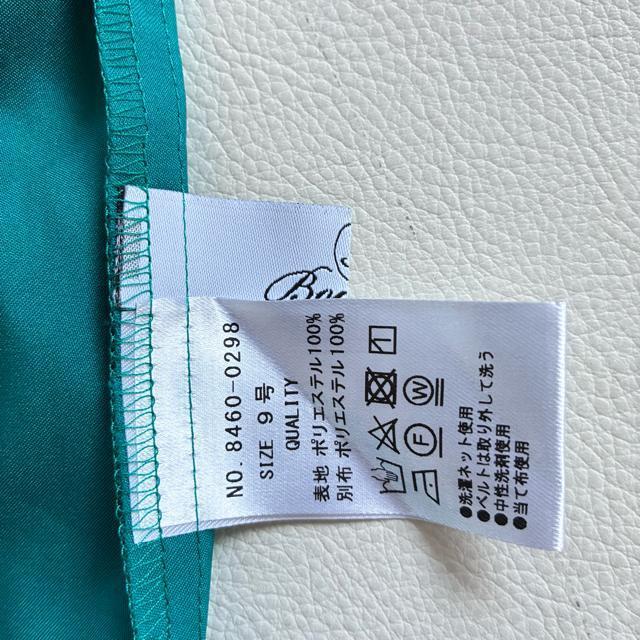 NO. 8460-0298
SIZE 9号
QUALITY
表地 ポリエステル100%
別布 ポリエステル100%
F W
●洗濯ネット使用
●ベルトは取り外して洗う
●中性洗剤使用
●当て布使用